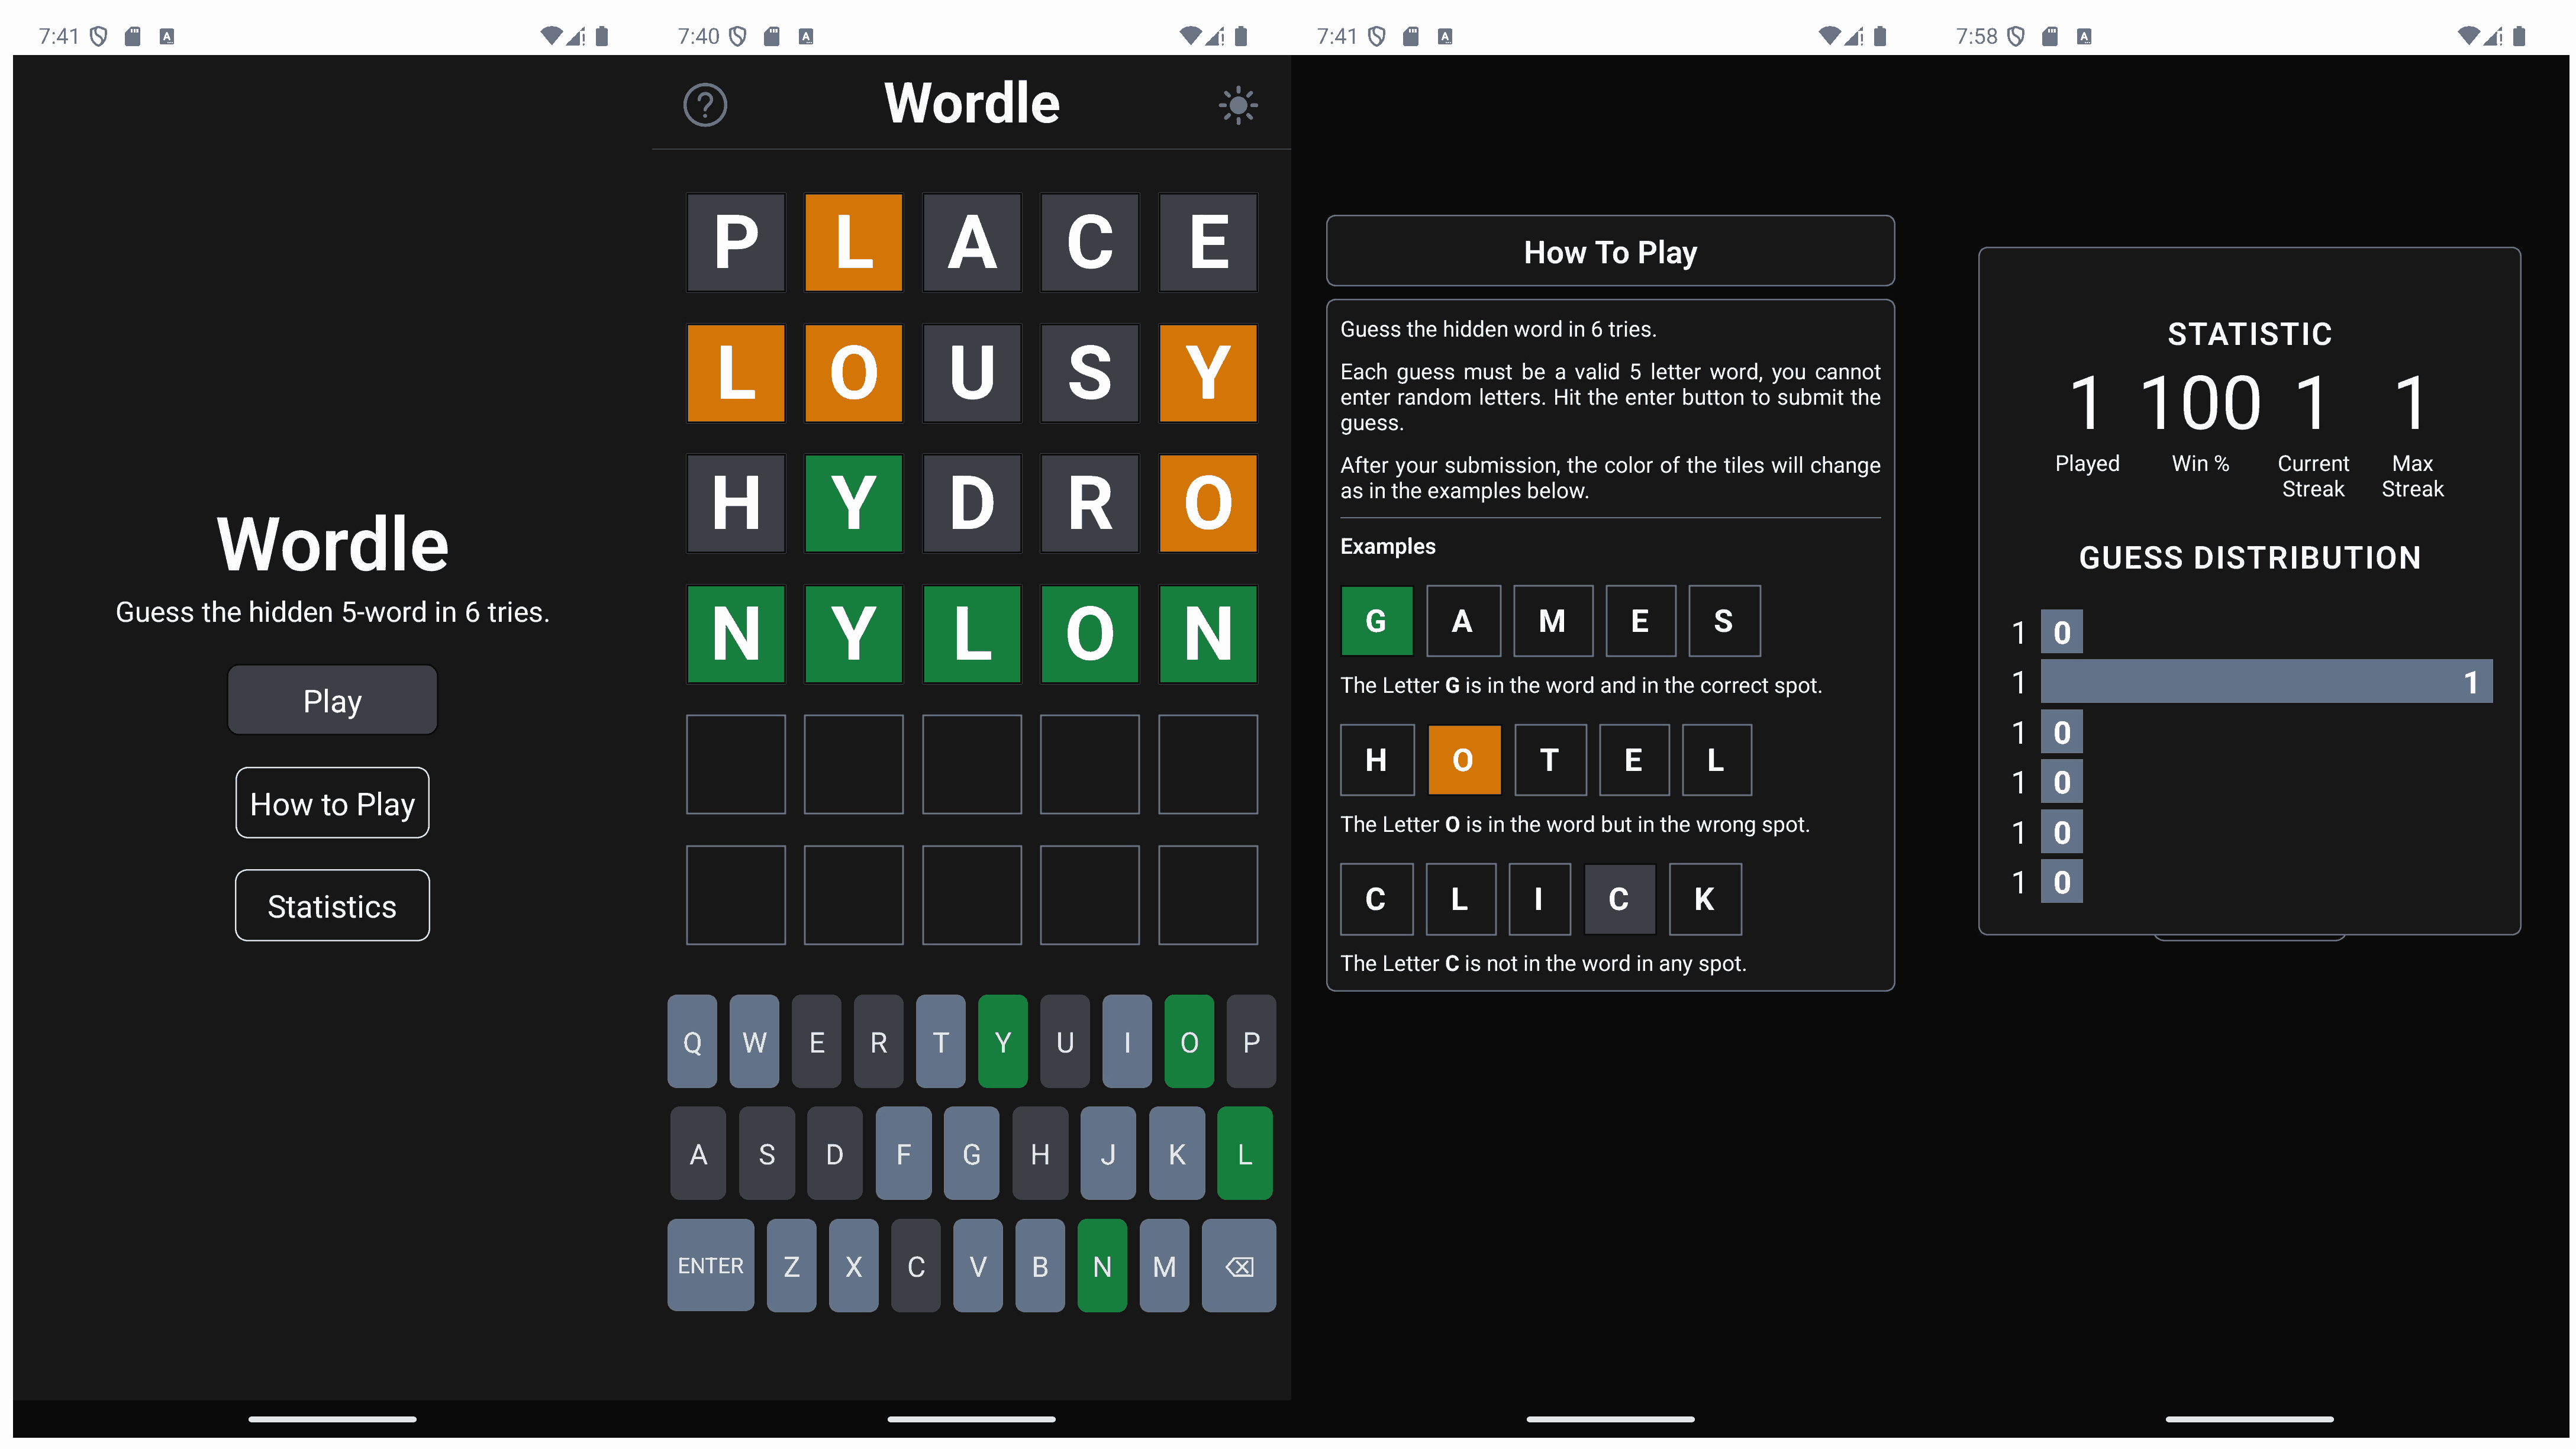 7:41
Wordle
Guess the hidden 5-word in 6 tries.
Play
How to Play
Statistics
7:40
Wordle
P L A C E
L O U S Y
H Y D R O
N Y L O N
Q W E R T Y U I O P
A S D F G H J K L
ENTER Z X C V B N M
7:41
How To Play
Guess the hidden word in 6 tries.
Each guess must be a valid 5 letter word, you cannot
enter random letters. Hit the enter button to submit the
guess.
After your submission, the color of the tiles will change
as in the examples below.
Examples
G A M E S
The Letter G is in the word and in the correct spot.
H O T E L
The Letter O is in the word but in the wrong spot.
C L I C K
The Letter C is not in the word in any spot.
7:58
STATISTIC
1 100 1 1
Played Win % Current Max
Streak Streak
GUESS DISTRIBUTION
1 0
1 1
1 0
1 0
1 0
1 0